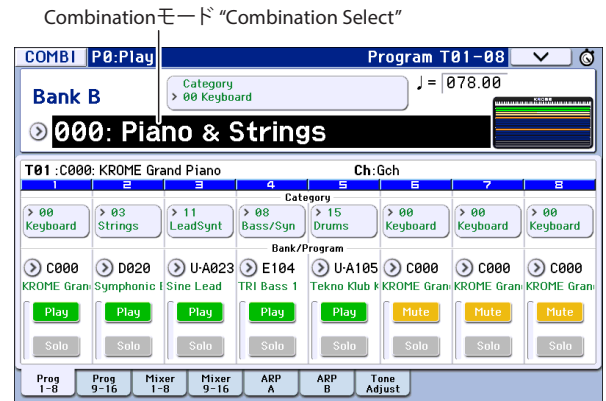 Combinationモード “Combination Select”
COMBI P0:Play Program T01-08
Bank B
Category
00 Keyboard
♩= 078.00
KROME
000: Piano & Strings
T01 :C000: KROME Grand Piano Ch:Gch
1 2 3 4 5 6 7 8
Category
00 03 11 08 15 00 00 00
Keyboard Strings LeadSynt Bass/Syn Drums Keyboard Keyboard Keyboard
Bank/Program
C000 D020 U-A023 E104 U-A105 C000 C000 C000
KROME Gran Symphonic Sine Lead TRI Bass 1 Tekno Klub KROME Gran KROME Gran KROME Gran
Play Play Play Play Play Mute Mute Mute
Solo Solo Solo Solo Solo Solo Solo Solo
Prog Prog Mixer Mixer ARP ARP Tone
1-8 9-16 1-8 9-16 A B Adjust